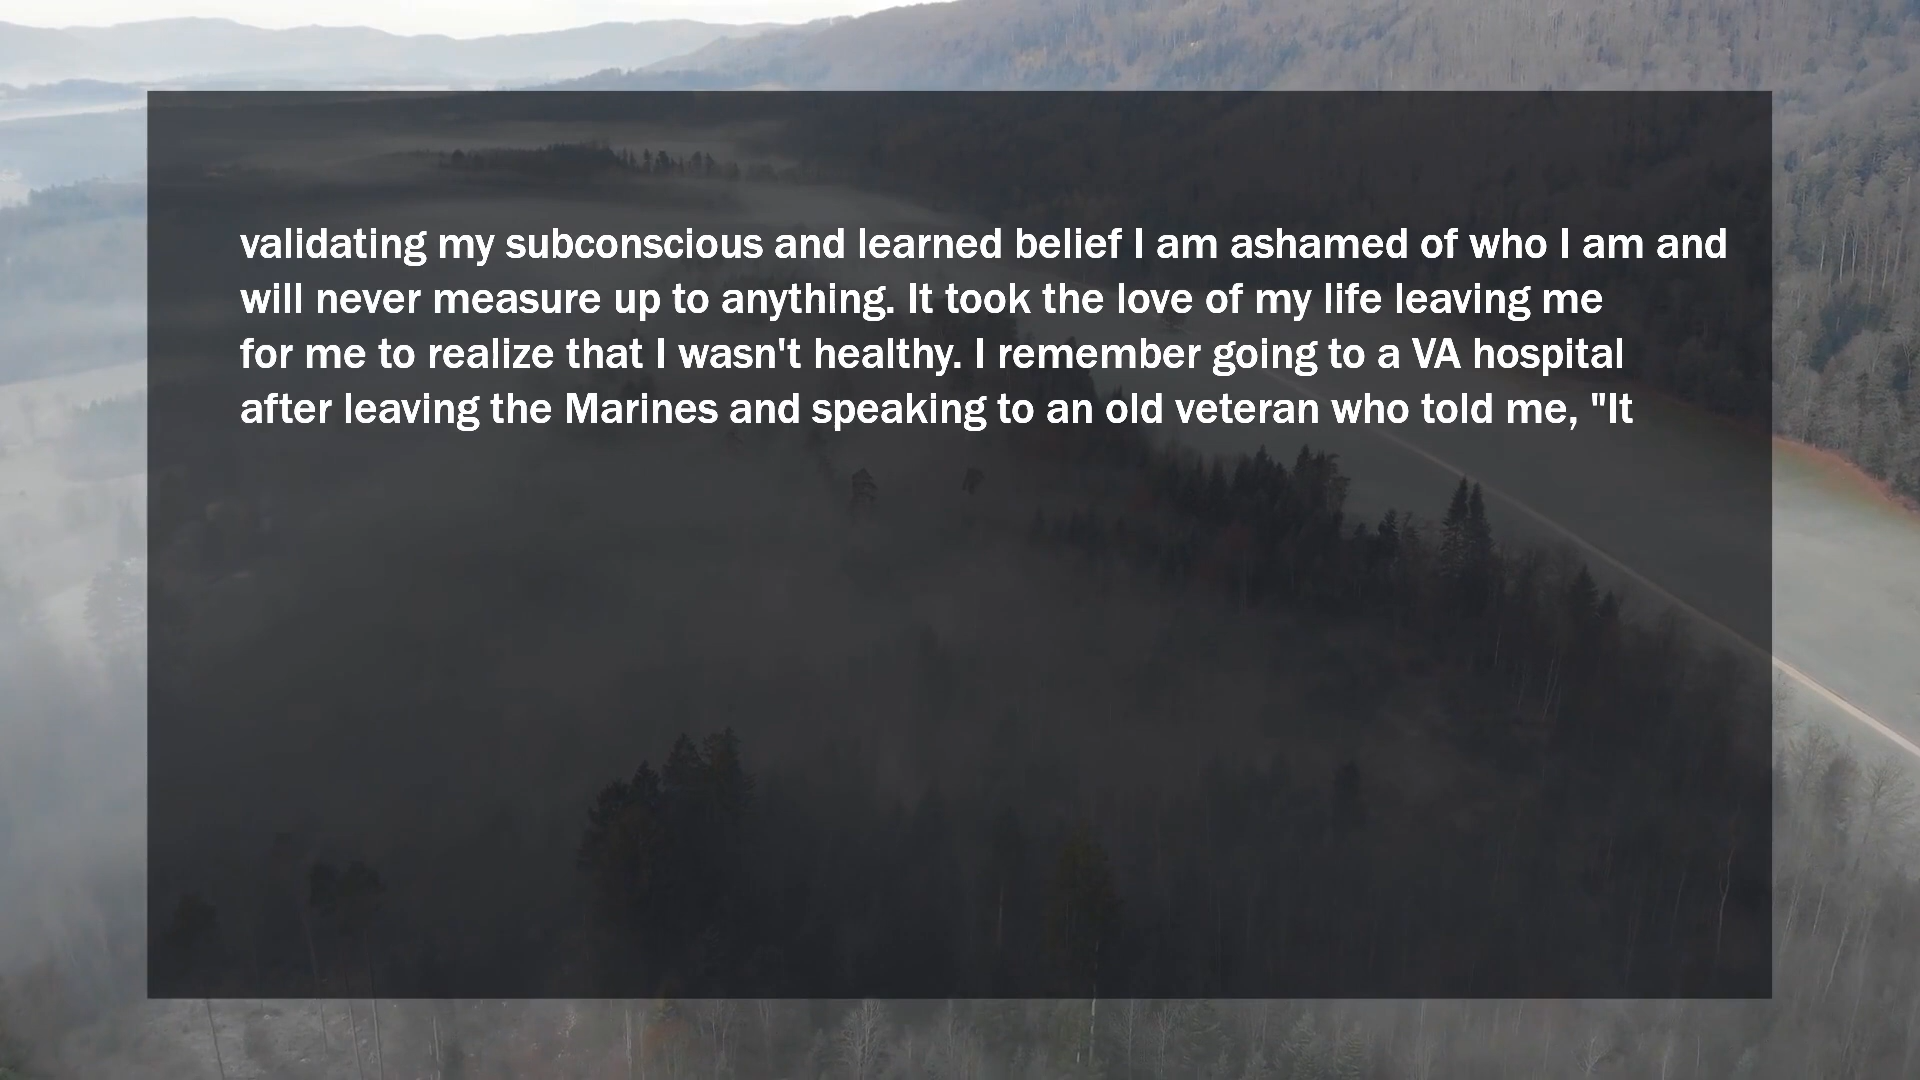 validating my subconscious and learned belief I am ashamed of who I am and
will never measure up to anything. It took the love of my life leaving me
for me to realize that I wasn't healthy. I remember going to a VA hospital
after leaving the Marines and speaking to an old veteran who told me, "It